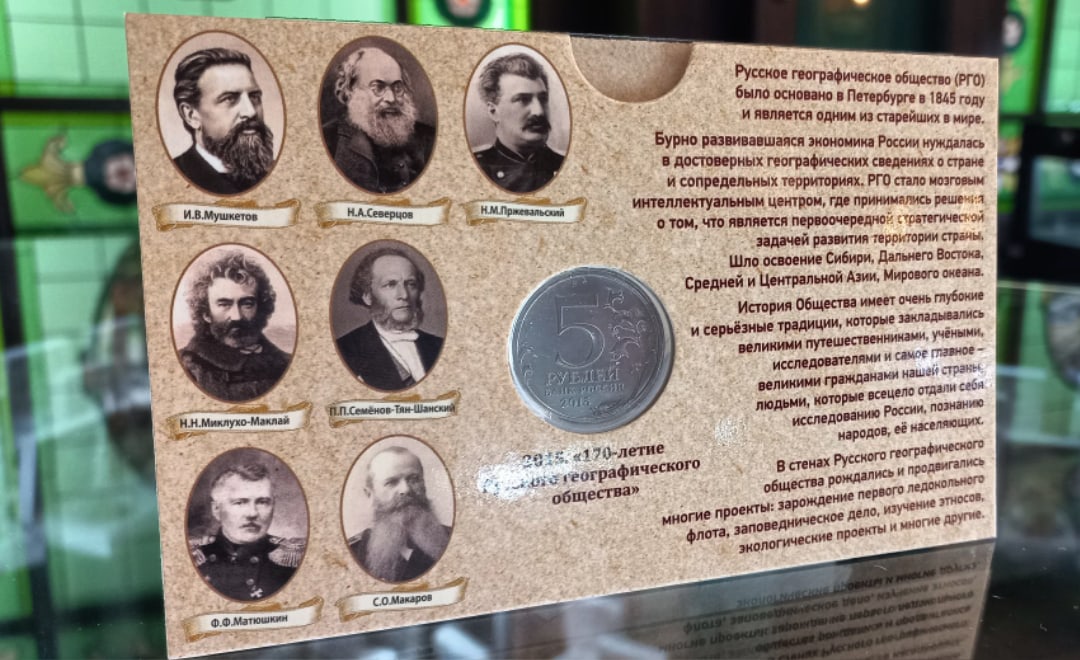 И.В.Мушкетов
Н.А.Северцов
Н.М.Пржевальский
Н.Н.Миклухо-Маклай
П.П.Семёнов-Тян-Шанский
Ф.Ф.Матюшкин
С.О.Макаров
5
РУБЛЕЙ
БАНК РОССИИ
2015
2015. «170-летие
Русского географического
общества»
Русское географическое общество (РГО)
было основано в Петербурге в 1845 году
и является одним из старейших в мире.
Бурно развивавшаяся экономика России нуждалась
в достоверных географических сведениях о стране
и сопредельных территориях. РГО стало мозговым
интеллектуальным центром, где принимались решения
о том, что является первоочередной стратегической
задачей развития территории страны.
Шло освоение Сибири, Дальнего Востока,
Средней и Центральной Азии, Мирового океана.
История Общества имеет очень глубокие
и серьёзные традиции, которые закладывались
великими путешественниками, учёными,
исследователями и самое главное –
великими гражданами нашей страны,
людьми, которые всецело отдали себя
исследованию России, познанию
народов, её населяющих.
В стенах Русского географического
общества рождались и продвигались
многие проекты: зарождение первого ледокольного
флота, заповедническое дело, изучение этносов,
экологические проекты и многие другие.